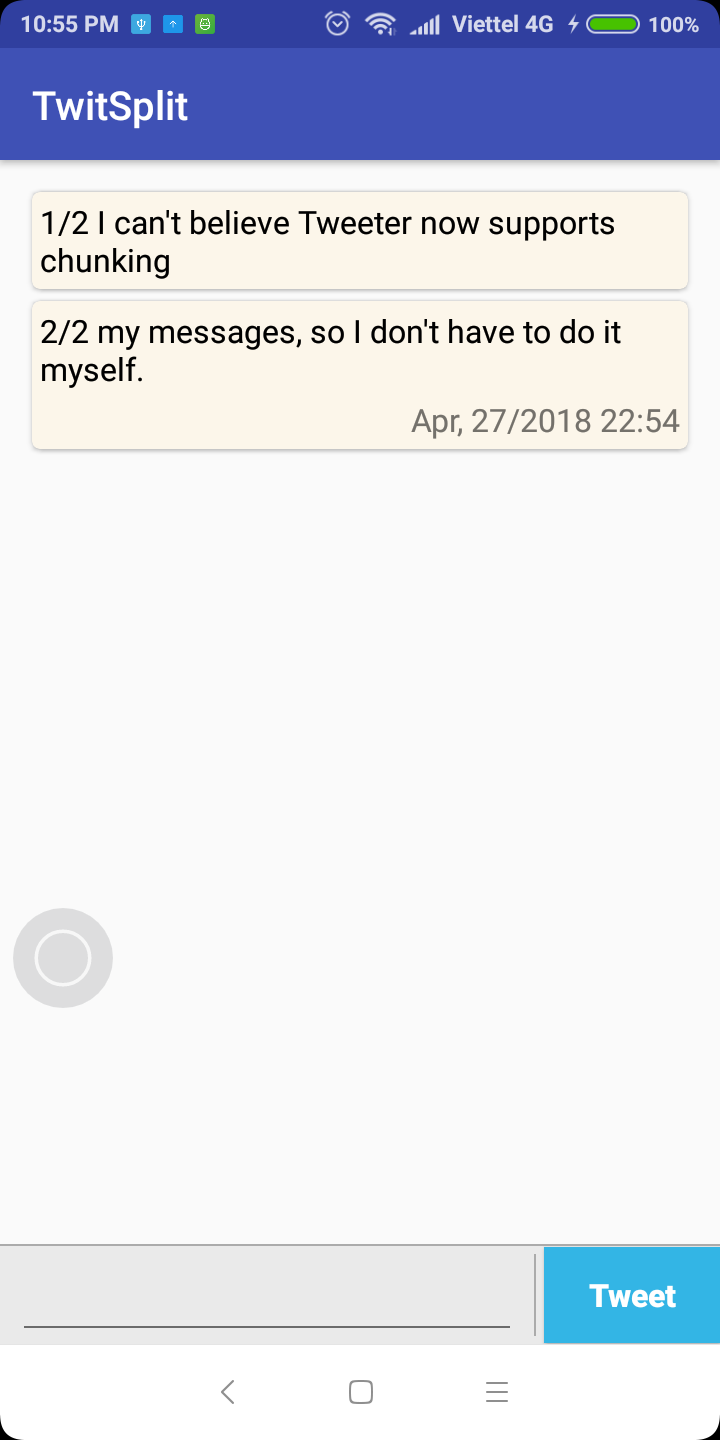 10:55 PM Viettel 4G 100%
TwitSplit
1/2 I can't believe Tweeter now supports
chunking
2/2 my messages, so I don't have to do it
myself.
Apr, 27/2018 22:54
Tweet